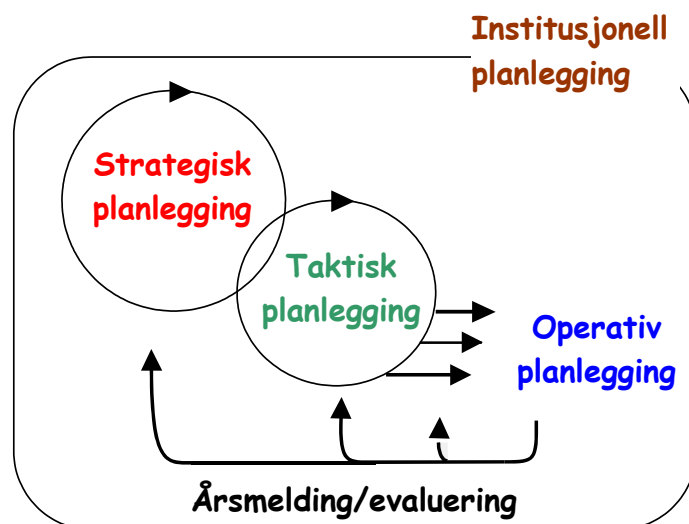 Institusjonell
planlegging
Strategisk
planlegging
Taktisk
planlegging
Operativ
planlegging
Årsmelding/evaluering